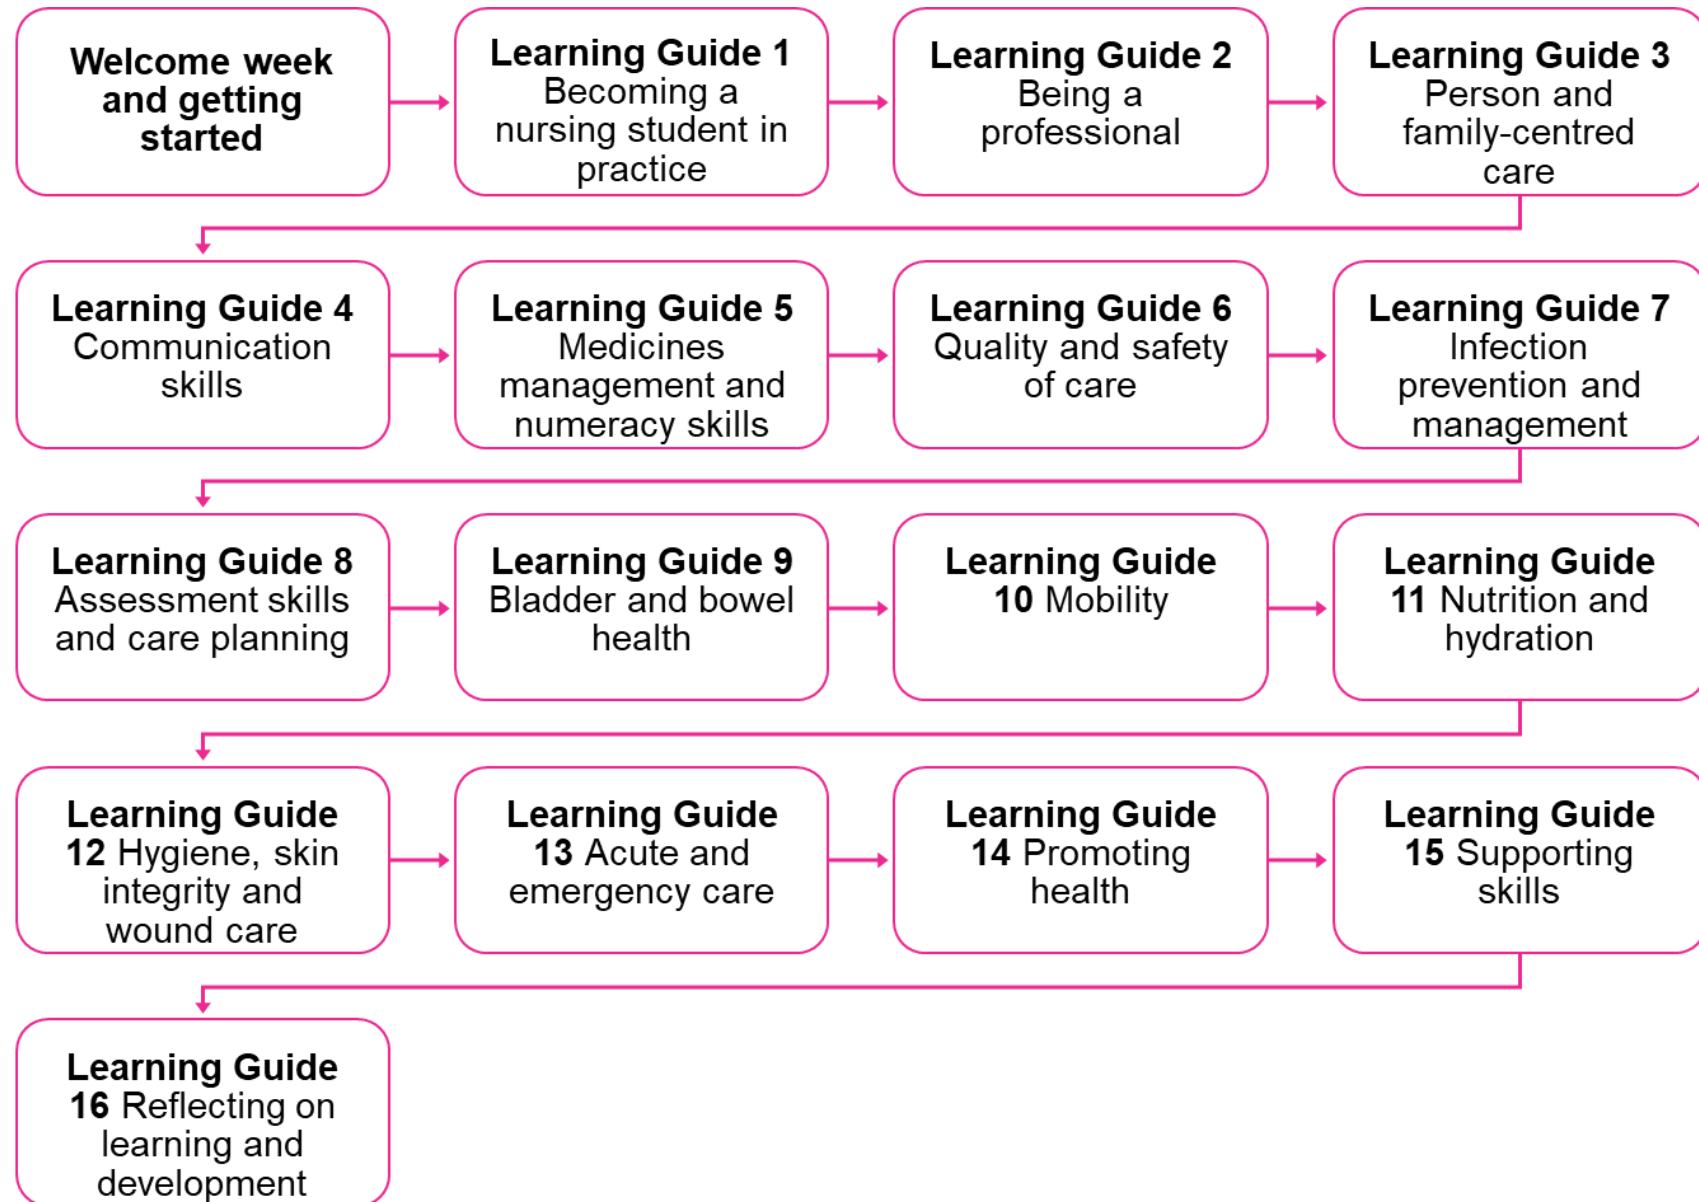 Welcome week
and getting
started
Learning Guide 1
Becoming a
nursing student in
practice
Learning Guide 2
Being a
professional
Learning Guide 3
Person and
family-centred
care
Learning Guide 4
Communication
skills
Learning Guide 5
Medicines
management and
numeracy skills
Learning Guide 6
Quality and safety
of care
Learning Guide 7
Infection
prevention and
management
Learning Guide 8
Assessment skills
and care planning
Learning Guide 9
Bladder and bowel
health
Learning Guide
10 Mobility
Learning Guide
11 Nutrition and
hydration
Learning Guide
12 Hygiene, skin
integrity and
wound care
Learning Guide
13 Acute and
emergency care
Learning Guide
14 Promoting
health
Learning Guide
15 Supporting
skills
Learning Guide
16 Reflecting on
learning and
development